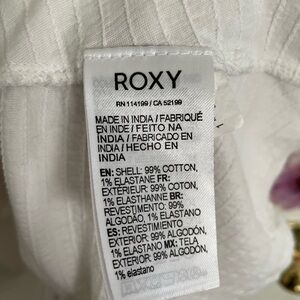 ROXY
RN 114199 / CA 52199
MADE IN INDIA / FABRIQUÉ
EN INDE / FEITO NA
ÍNDIA / FABRICADO EN
INDIA / HECHO EN
INDIA
EN: SHELL: 99% COTTON,
1% ELASTANE FR:
EXTERIEUR: 99% COTON,
1% ELASTHANNE BR:
REVESTIMENTO: 99%
ALGODÃO, 1% ELASTANO
ES: REVESTIMIENTO:
EXTERIOR: 99% ALGODÓN,
1% ELASTANO MX: TELA
EXTERIOR: 99% ALGODÓN,
1% elastano